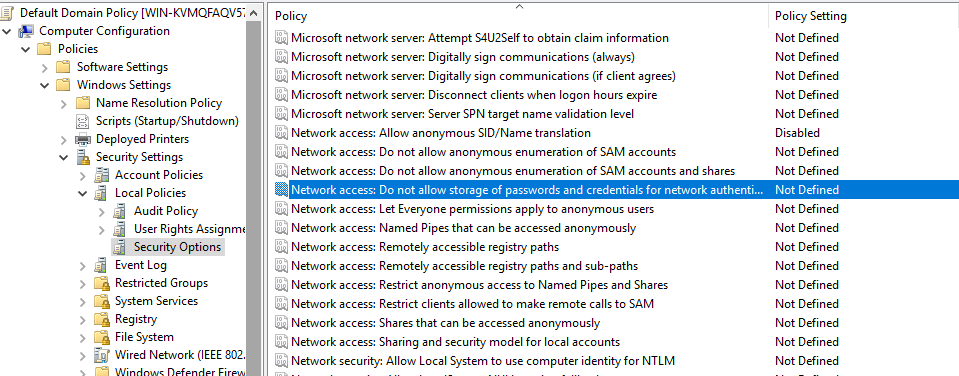 Default Domain Policy [WIN-KVMQFAQV57
Computer Configuration
Policies
Software Settings
Windows Settings
Name Resolution Policy
Scripts (Startup/Shutdown)
Deployed Printers
Security Settings
Account Policies
Local Policies
Audit Policy
User Rights Assignme
Security Options
Event Log
Restricted Groups
System Services
Registry
File System
Wired Network (IEEE 802.
Windows Defender Firew
Policy Policy Setting
Microsoft network server: Attempt S4U2Self to obtain claim information Not Defined
Microsoft network server: Digitally sign communications (always) Not Defined
Microsoft network server: Digitally sign communications (if client agrees) Not Defined
Microsoft network server: Disconnect clients when logon hours expire Not Defined
Microsoft network server: Server SPN target name validation level Not Defined
Network access: Allow anonymous SID/Name translation Disabled
Network access: Do not allow anonymous enumeration of SAM accounts Not Defined
Network access: Do not allow anonymous enumeration of SAM accounts and shares Not Defined
Network access: Do not allow storage of passwords and credentials for network authenti... Not Defined
Network access: Let Everyone permissions apply to anonymous users Not Defined
Network access: Named Pipes that can be accessed anonymously Not Defined
Network access: Remotely accessible registry paths Not Defined
Network access: Remotely accessible registry paths and sub-paths Not Defined
Network access: Restrict anonymous access to Named Pipes and Shares Not Defined
Network access: Restrict clients allowed to make remote calls to SAM Not Defined
Network access: Shares that can be accessed anonymously Not Defined
Network access: Sharing and security model for local accounts Not Defined
Network security: Allow Local System to use computer identity for NTLM Not Defined